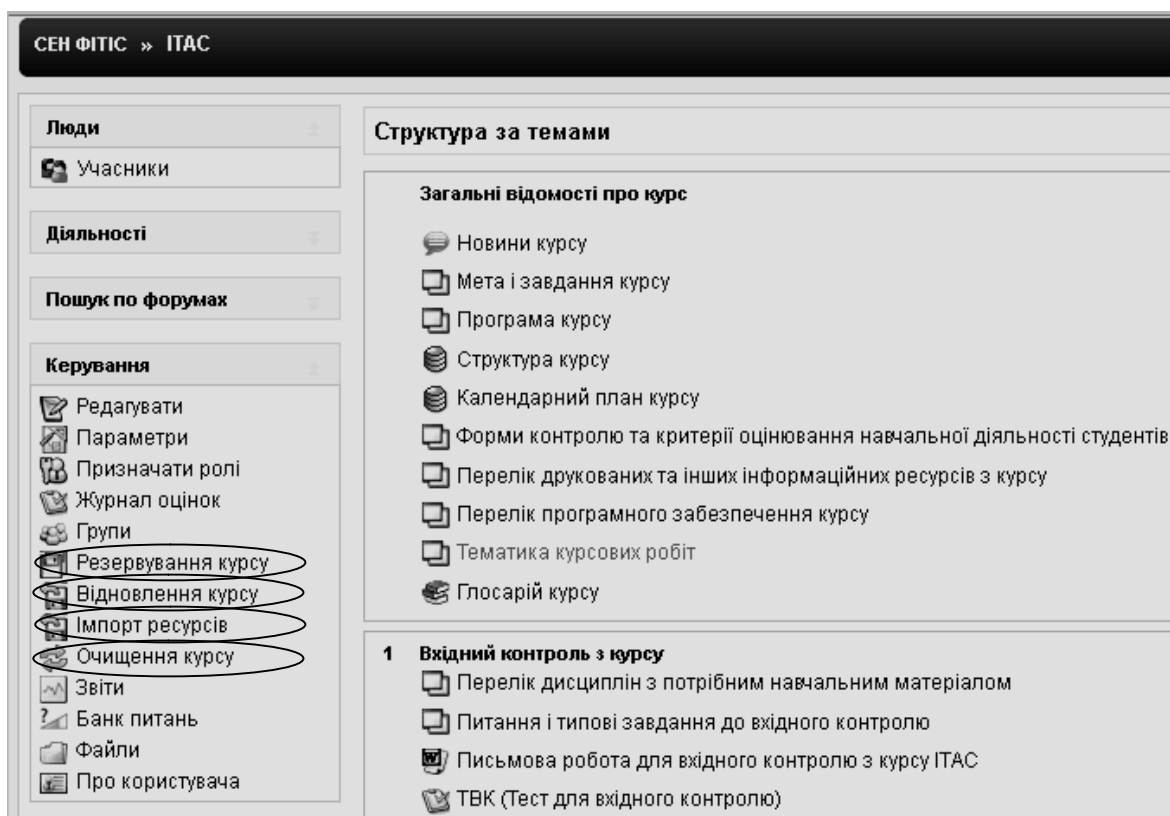 СЕН ФІТІС » ІТАС
Люди
Учасники
Діяльності
Пошук по форумах
Керування
Редагувати
Параметри
Призначати ролі
Журнал оцінок
Групи
Резервування курсу
Відновлення курсу
Імпорт ресурсів
Очищення курсу
Звіти
Банк питань
Файли
Про користувача
Структура за темами
Загальні відомості про курс
Новини курсу
Мета і завдання курсу
Програма курсу
Структура курсу
Календарний план курсу
Форми контролю та критерії оцінювання навчальної діяльності студентів
Перелік друкованих та інших інформаційних ресурсів з курсу
Перелік програмного забезпечення курсу
Тематика курсових робіт
Глосарій курсу
1 Вхідний контроль з курсу
Перелік дисциплін з потрібним навчальним матеріалом
Питання і типові завдання до вхідного контролю
Письмова робота для вхідного контролю з курсу ІТАС
ТВК (Тест для вхідного контролю)